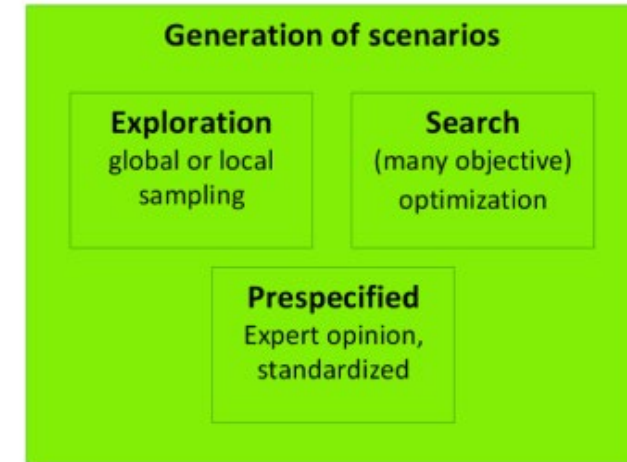 Generation of scenarios
Exploration
global or local
sampling
Search
(many objective)
optimization
Prespecified
Expert opinion,
standardized